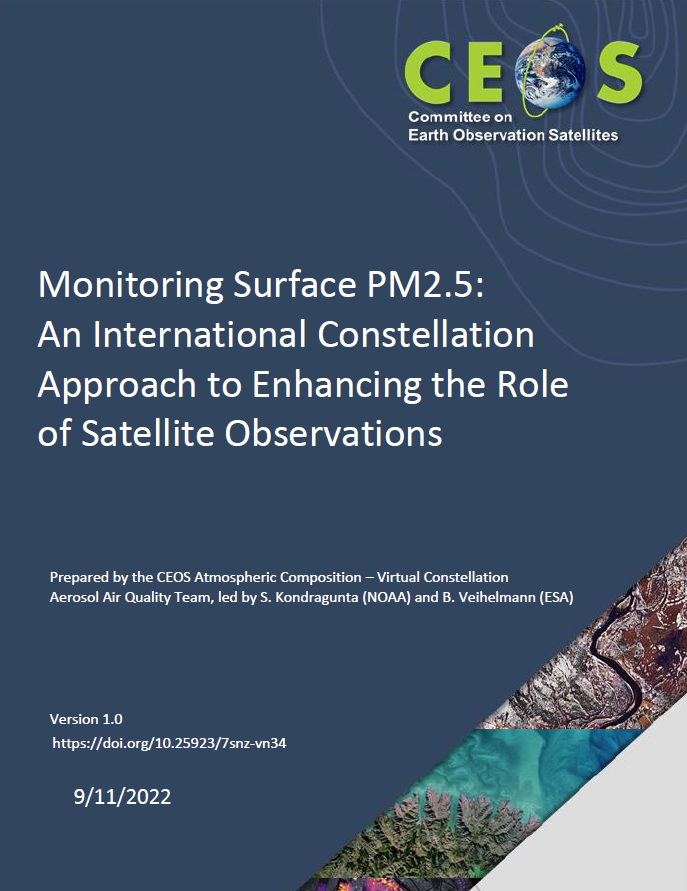 CEOS
Committee on
Earth Observation Satellites
Monitoring Surface PM2.5:
An International Constellation
Approach to Enhancing the Role
of Satellite Observations
Prepared by the CEOS Atmospheric Composition – Virtual Constellation
Aerosol Air Quality Team, led by S. Kondragunta (NOAA) and B. Veihelmann (ESA)
Version 1.0
https://doi.org/10.25923/7snz-vn34
9/11/2022